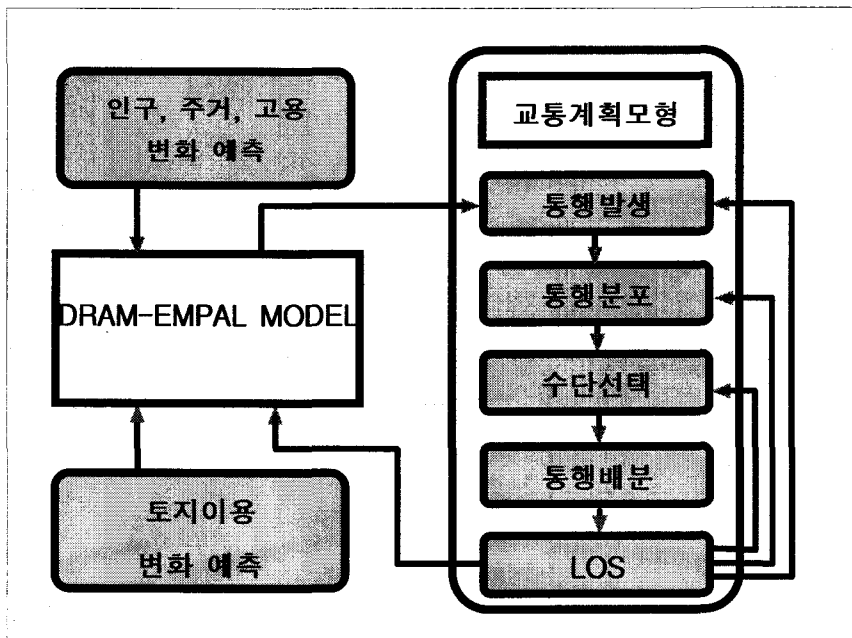 인구, 주거, 고용
변화 예측
DRAM-EMPAL MODEL
토지이용
변화 예측
교통계획모형
통행발생
통행분포
수단선택
통행배분
LOS